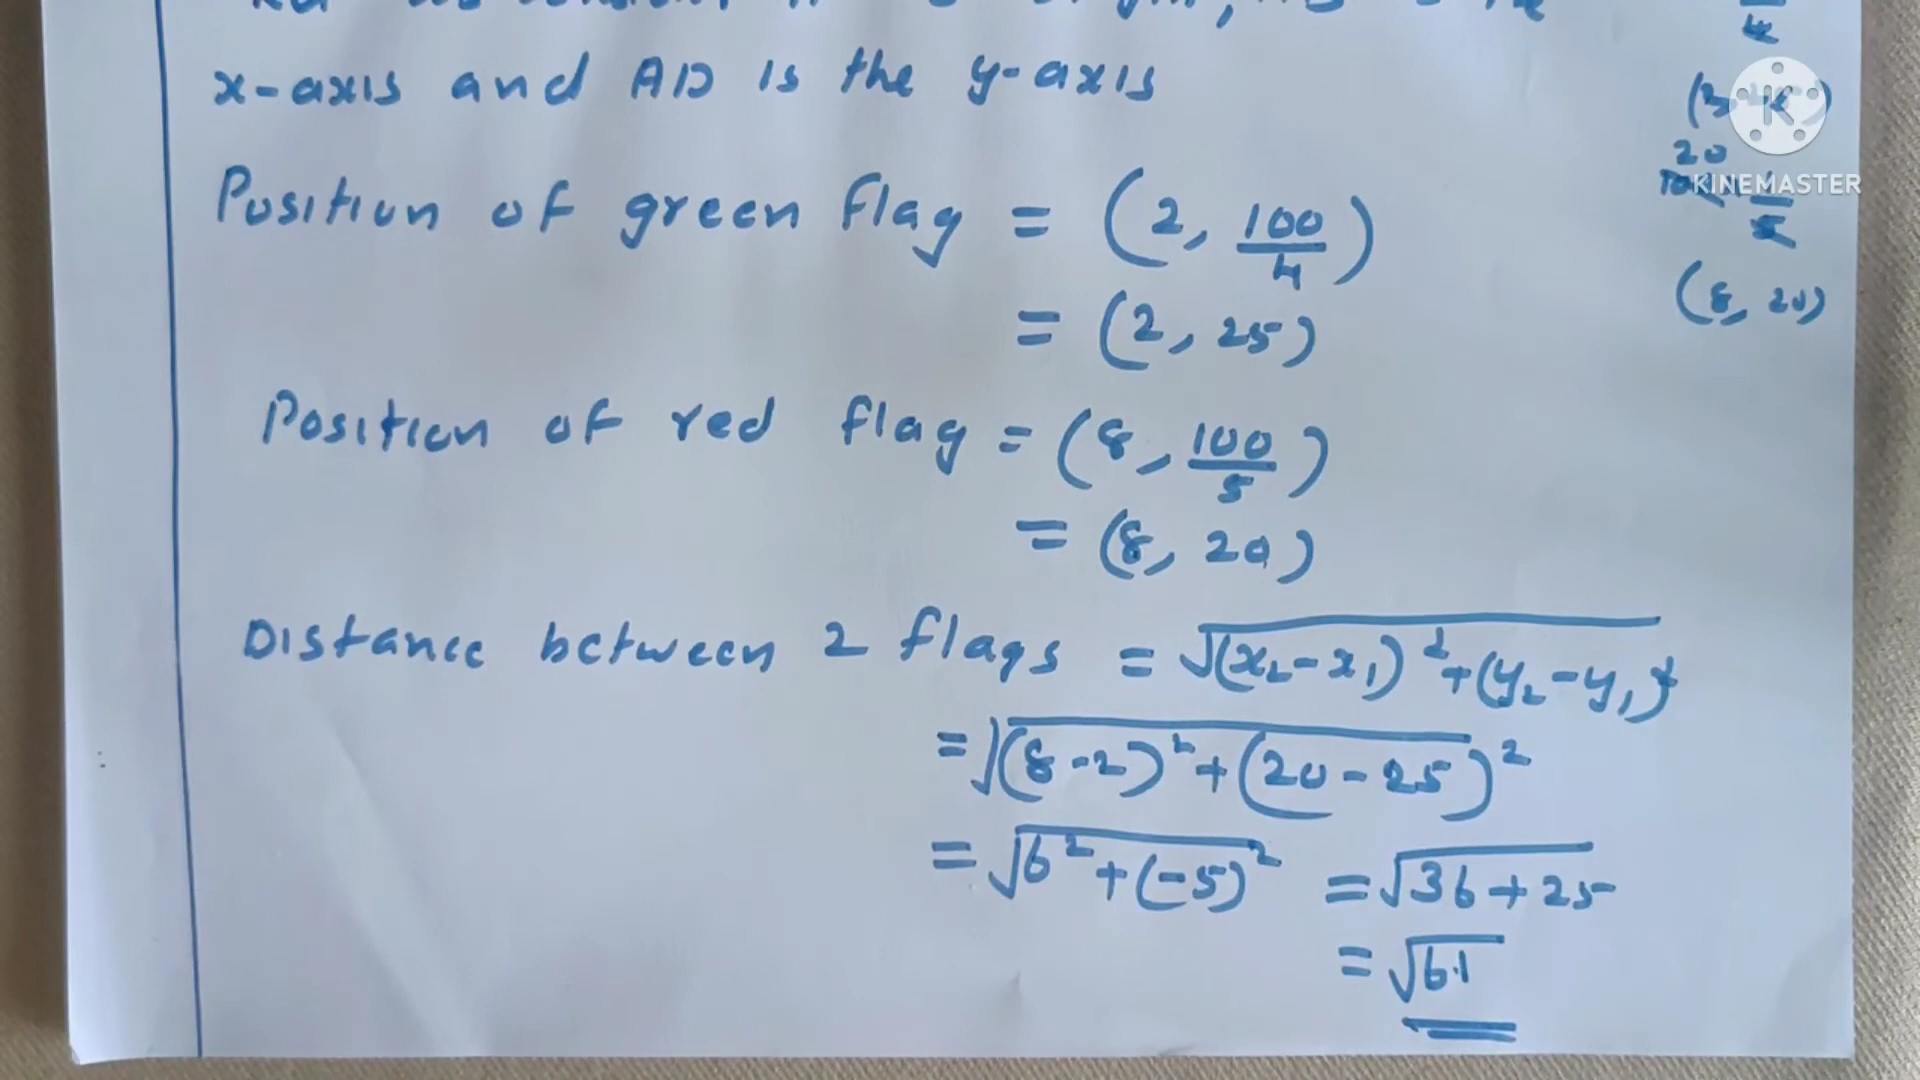 x-axis and AD is the y-axis
Position of green flag = (2, 100/4)
= (2, 25)
Position of red flag = (8, 100/5)
= (8, 20)
Distance between 2 flags = √(x₂-x₁)²+(y₂-y₁)²
= √(8-2)²+(20-25)²
= √6²+(-5)² = √36+25
= √61
20
(8, 20)
K
KINEMASTER